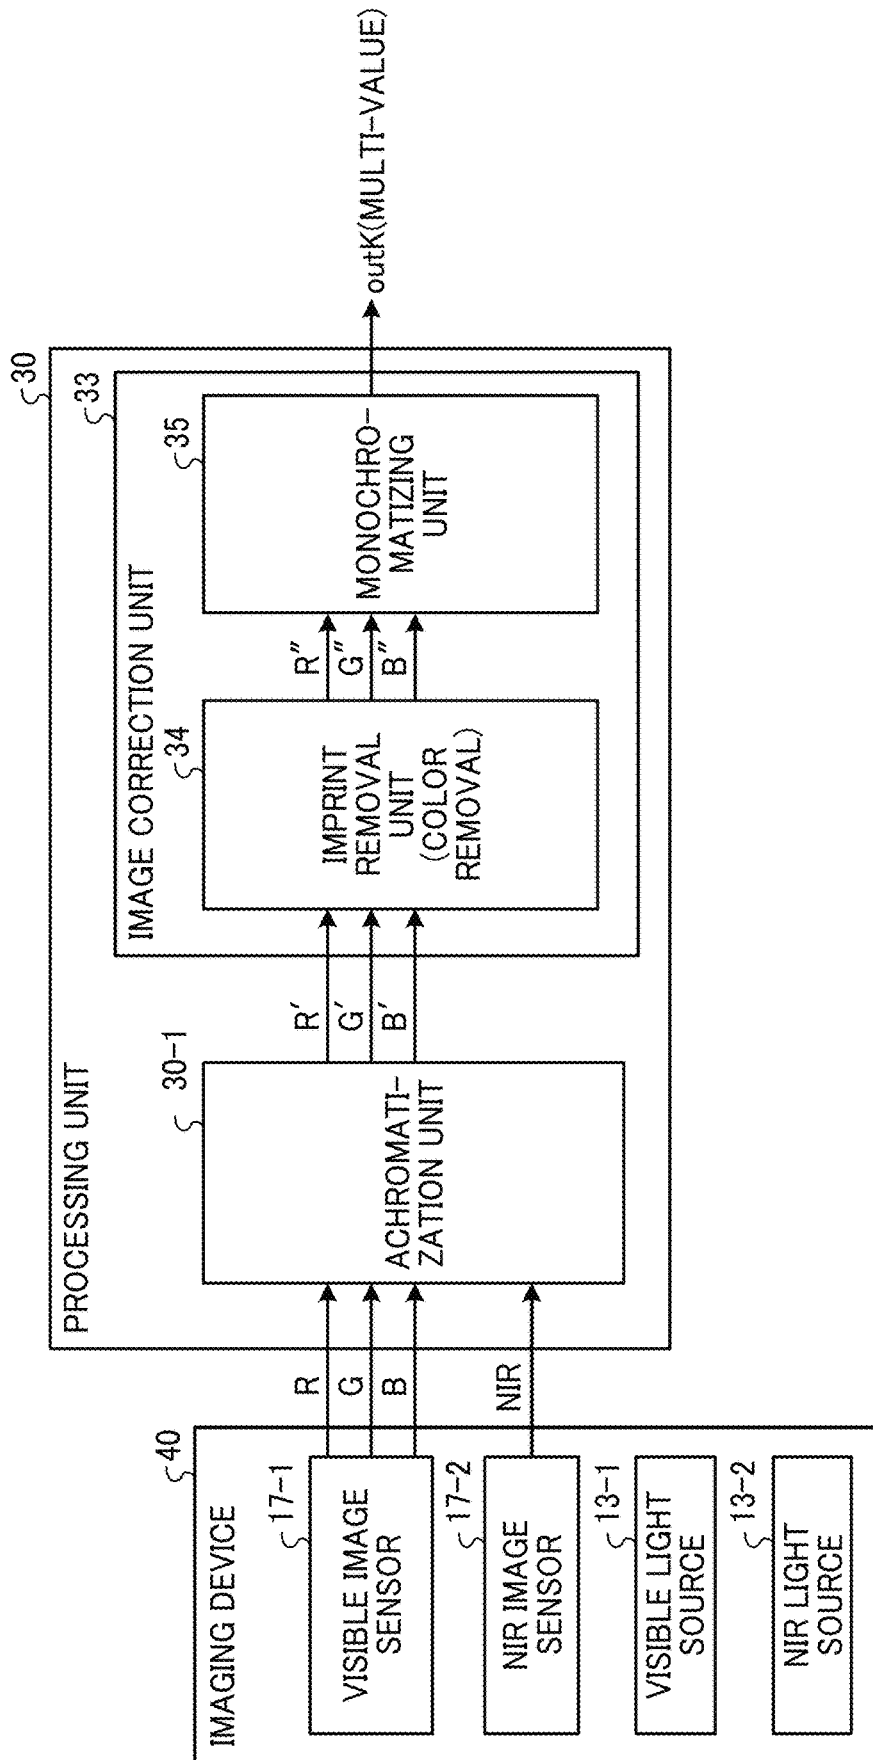 IMAGING DEVICE
40
VISIBLE IMAGE
SENSOR
17-1
NIR IMAGE
SENSOR
17-2
VISIBLE LIGHT
SOURCE
13-1
NIR LIGHT
SOURCE
13-2
R
G
B
NIR
PROCESSING UNIT
30
ACHROMATI-
ZATION UNIT
30-1
R'
G'
B'
IMAGE CORRECTION UNIT
33
IMPRINT
REMOVAL
UNIT
(COLOR
REMOVAL)
34
R"
G"
B"
MONOCHRO-
MATIZING
UNIT
35
outK(MULTI-VALUE)